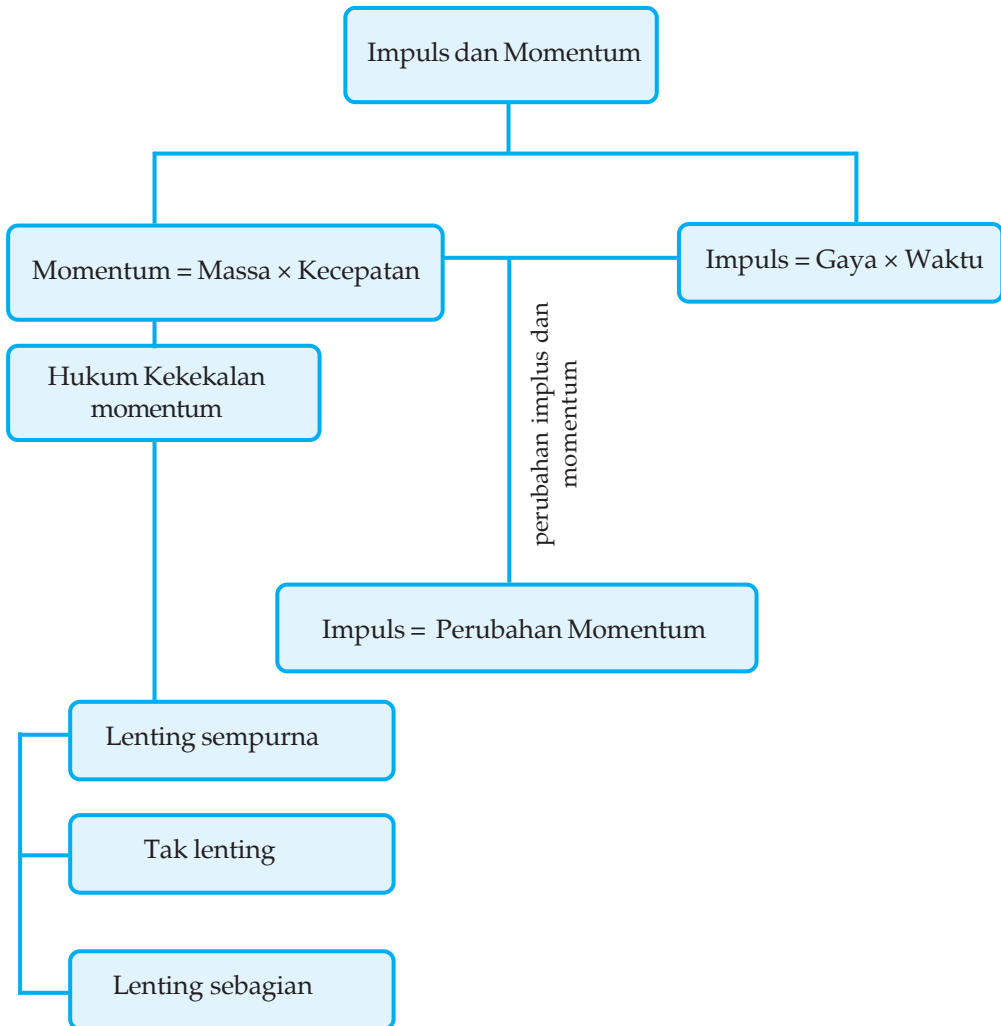 Impuls dan Momentum
Momentum = Massa × Kecepatan
Impuls = Gaya × Waktu
Hukum Kekekalan
momentum
perubahan implus dan
momentum
Impuls = Perubahan Momentum
Lenting sempurna
Tak lenting
Lenting sebagian